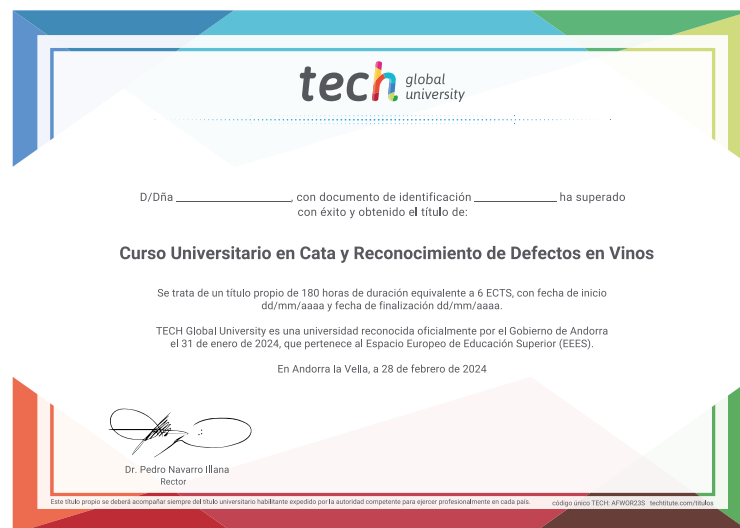 tech global university
D/Dña ____________________, con documento de identificación ______________ ha superado
con éxito y obtenido el título de:
Curso Universitario en Cata y Reconocimiento de Defectos en Vinos
Se trata de un título propio de 180 horas de duración equivalente a 6 ECTS, con fecha de inicio
dd/mm/aaaa y fecha de finalización dd/mm/aaaa.
TECH Global University es una universidad reconocida oficialmente por el Gobierno de Andorra
el 31 de enero de 2024, que pertenece al Espacio Europeo de Educación Superior (EEES).
En Andorra la Vella, a 28 de febrero de 2024
Dr. Pedro Navarro Illana
Rector
Este título propio se deberá acompañar siempre del título universitario habilitante expedido por la autoridad competente para ejercer profesionalmente en cada país. código único TECH: AFWOR23S techtitute.com/titulos